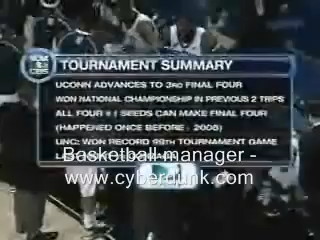 TOURNAMENT SUMMARY
UCONN ADVANCES TO 3RD FINAL FOUR
WON NATIONAL CHAMPIONSHIP IN PREVIOUS 2 TRIPS
ALL FOUR #1 SEEDS CAN MAKE FINAL FOUR
(HAPPENED ONCE BEFORE - 2008)
UNC: WON RECORD 99TH TOURNAMENT GAME
Basketball manager -
www.cyberdunk.com